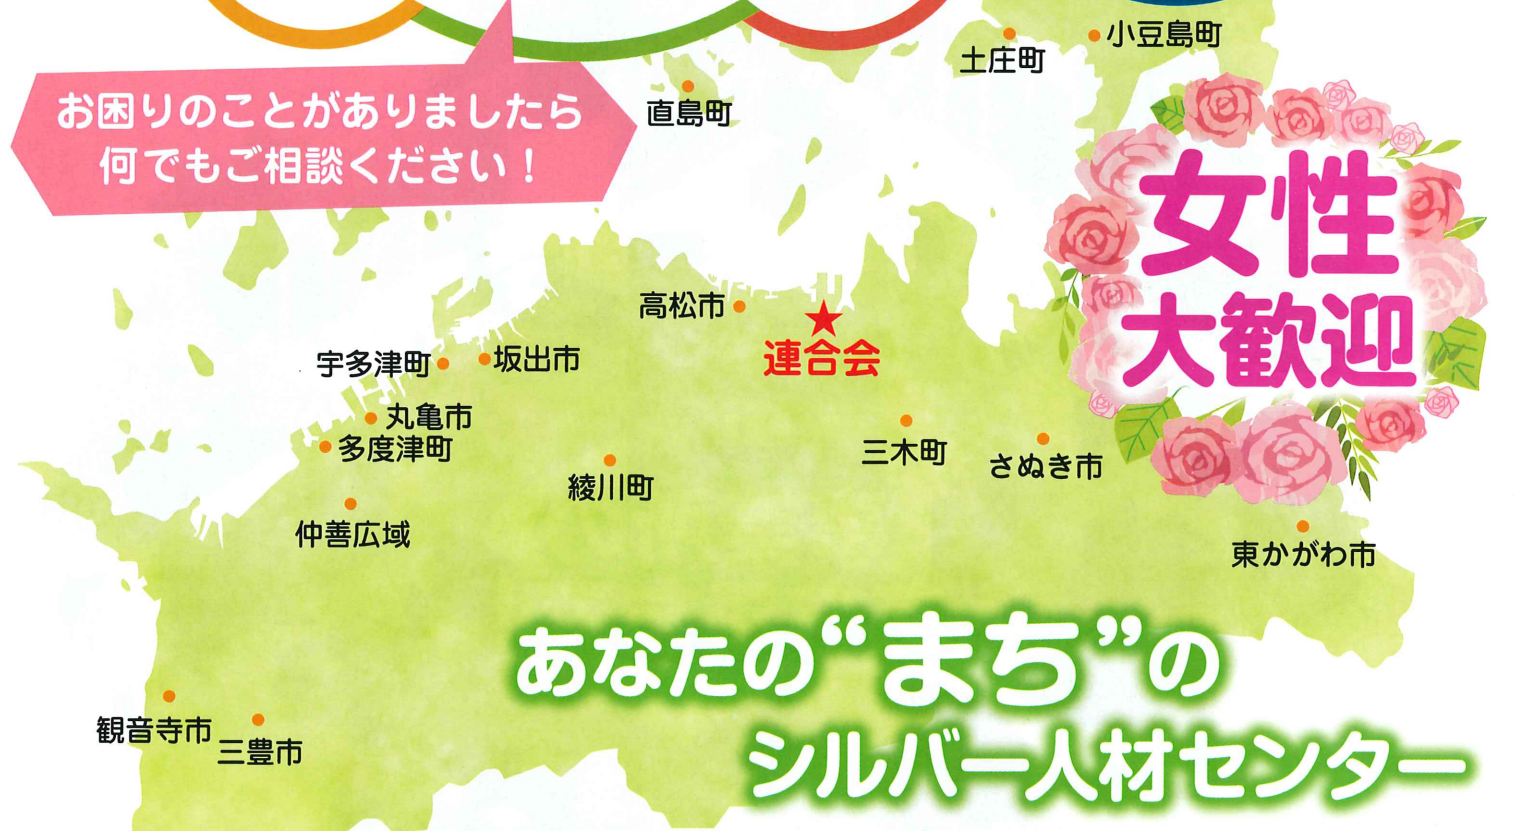 小豆島町
土庄町
直島町
お困りのことがありましたら
何でもご相談ください！
女性
大歓迎
高松市
連合会
宇多津町
坂出市
丸亀市
多度津町
三木町
さぬき市
綾川町
仲善広域
東かがわ市
あなたの“まち”の
シルバー人材センター
観音寺市
三豊市